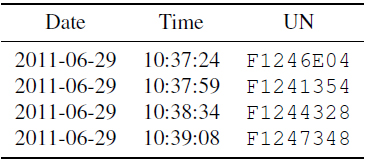 Date Time UN
2011-06-29 10:37:24 F1246E04
2011-06-29 10:37:59 F1241354
2011-06-29 10:38:34 F1244328
2011-06-29 10:39:08 F1247348